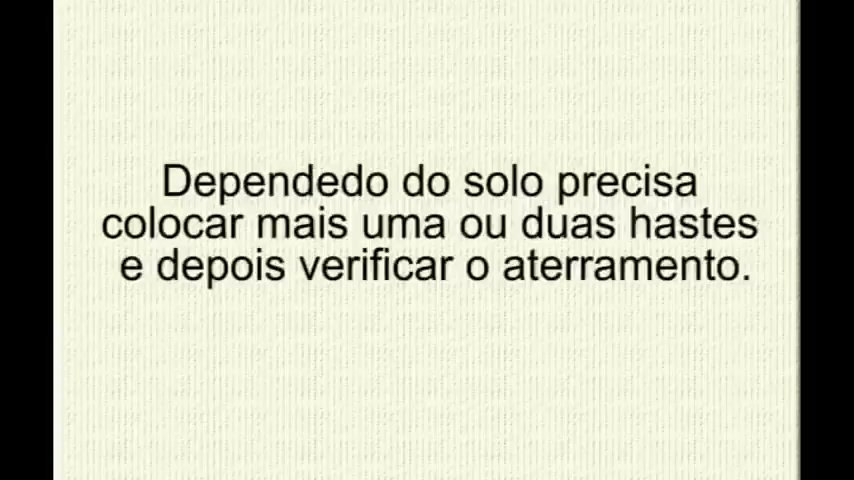 Dependedo do solo precisa
colocar mais uma ou duas hastes
e depois verificar o aterramento.